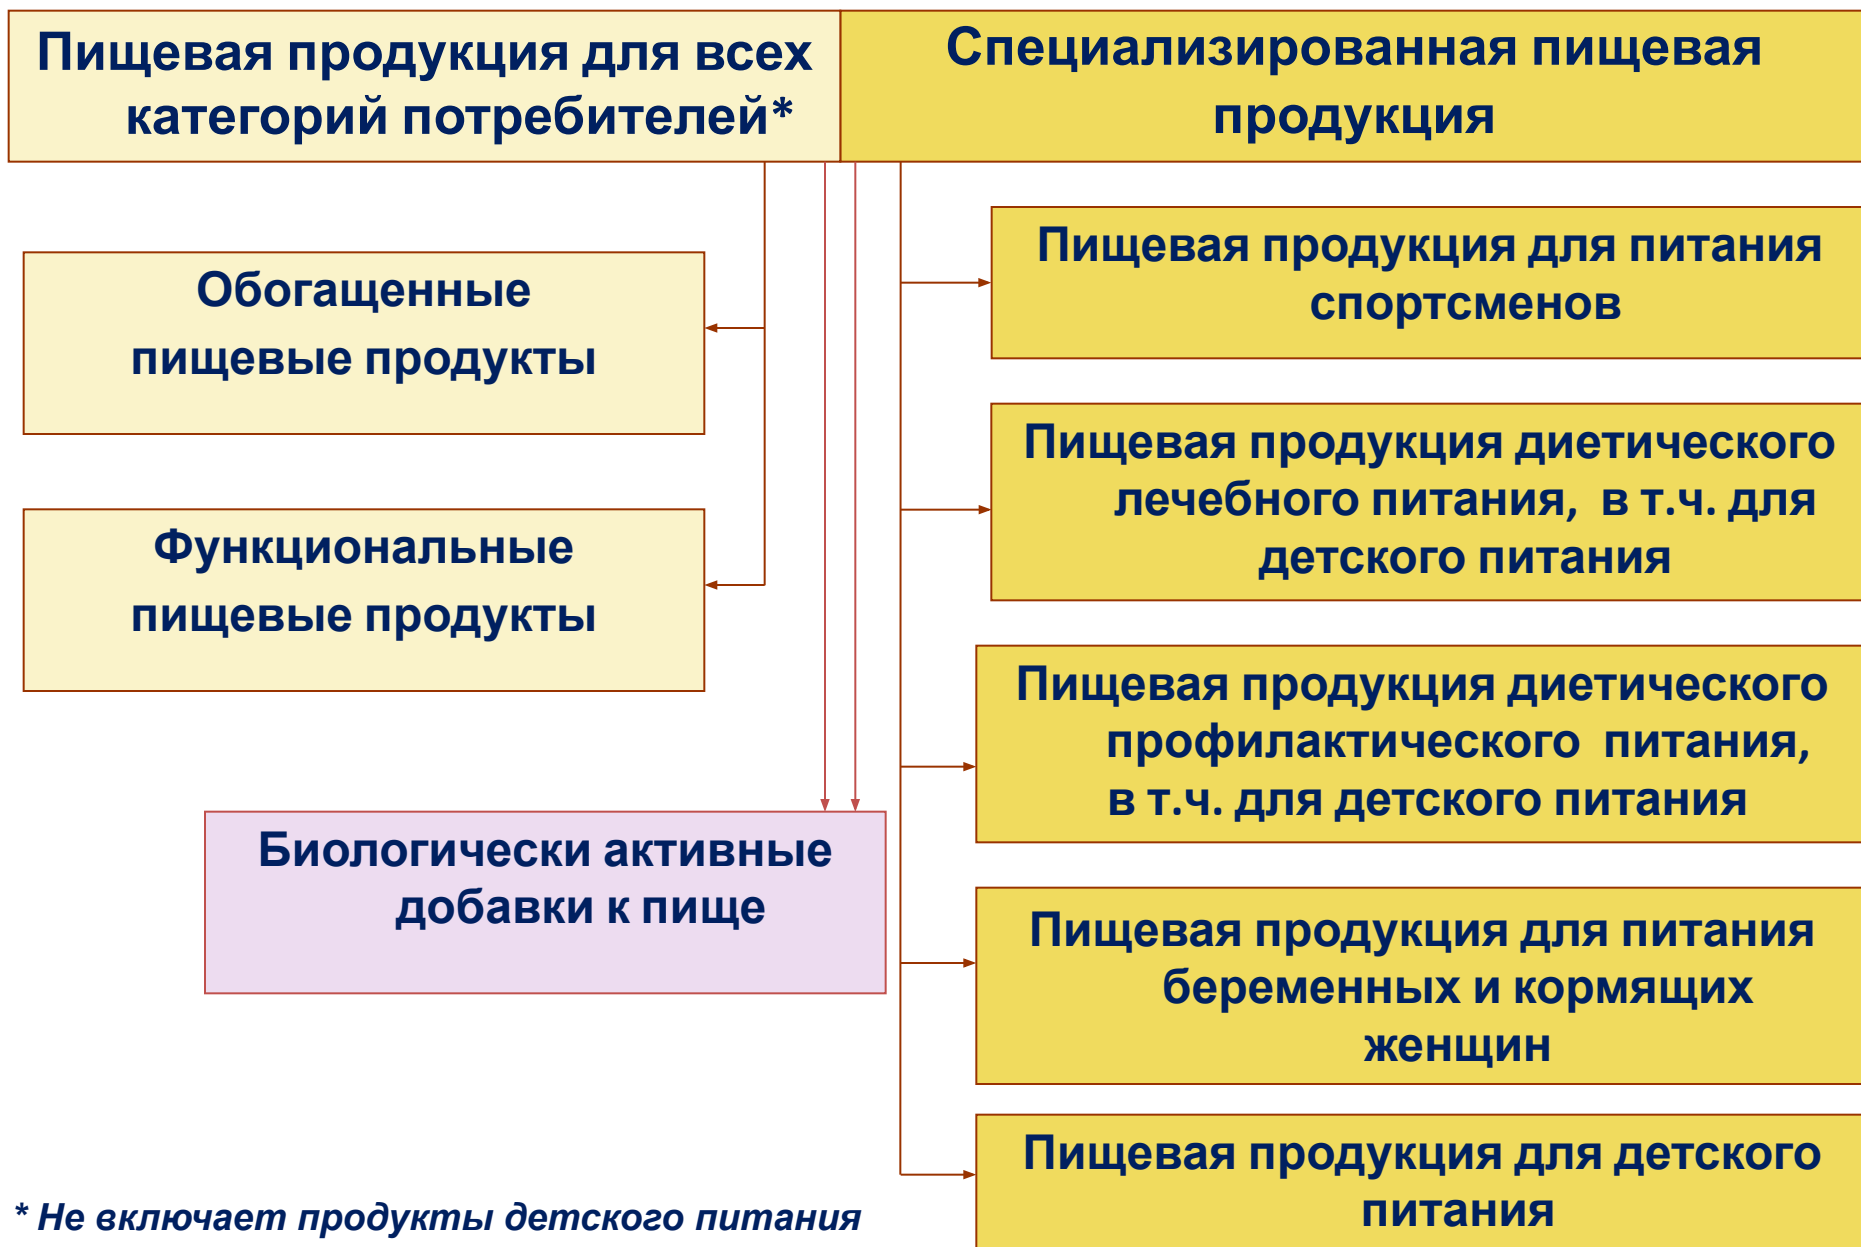 Пищевая продукция для всех
категорий потребителей*
Специализированная пищевая
продукция
Обогащенные
пищевые продукты
Функциональные
пищевые продукты
Биологически активные
добавки к пище
Пищевая продукция для питания
спортсменов
Пищевая продукция диетического
лечебного питания, в т.ч. для
детского питания
Пищевая продукция диетического
профилактического питания,
в т.ч. для детского питания
Пищевая продукция для питания
беременных и кормящих
женщин
Пищевая продукция для детского
питания
* Не включает продукты детского питания